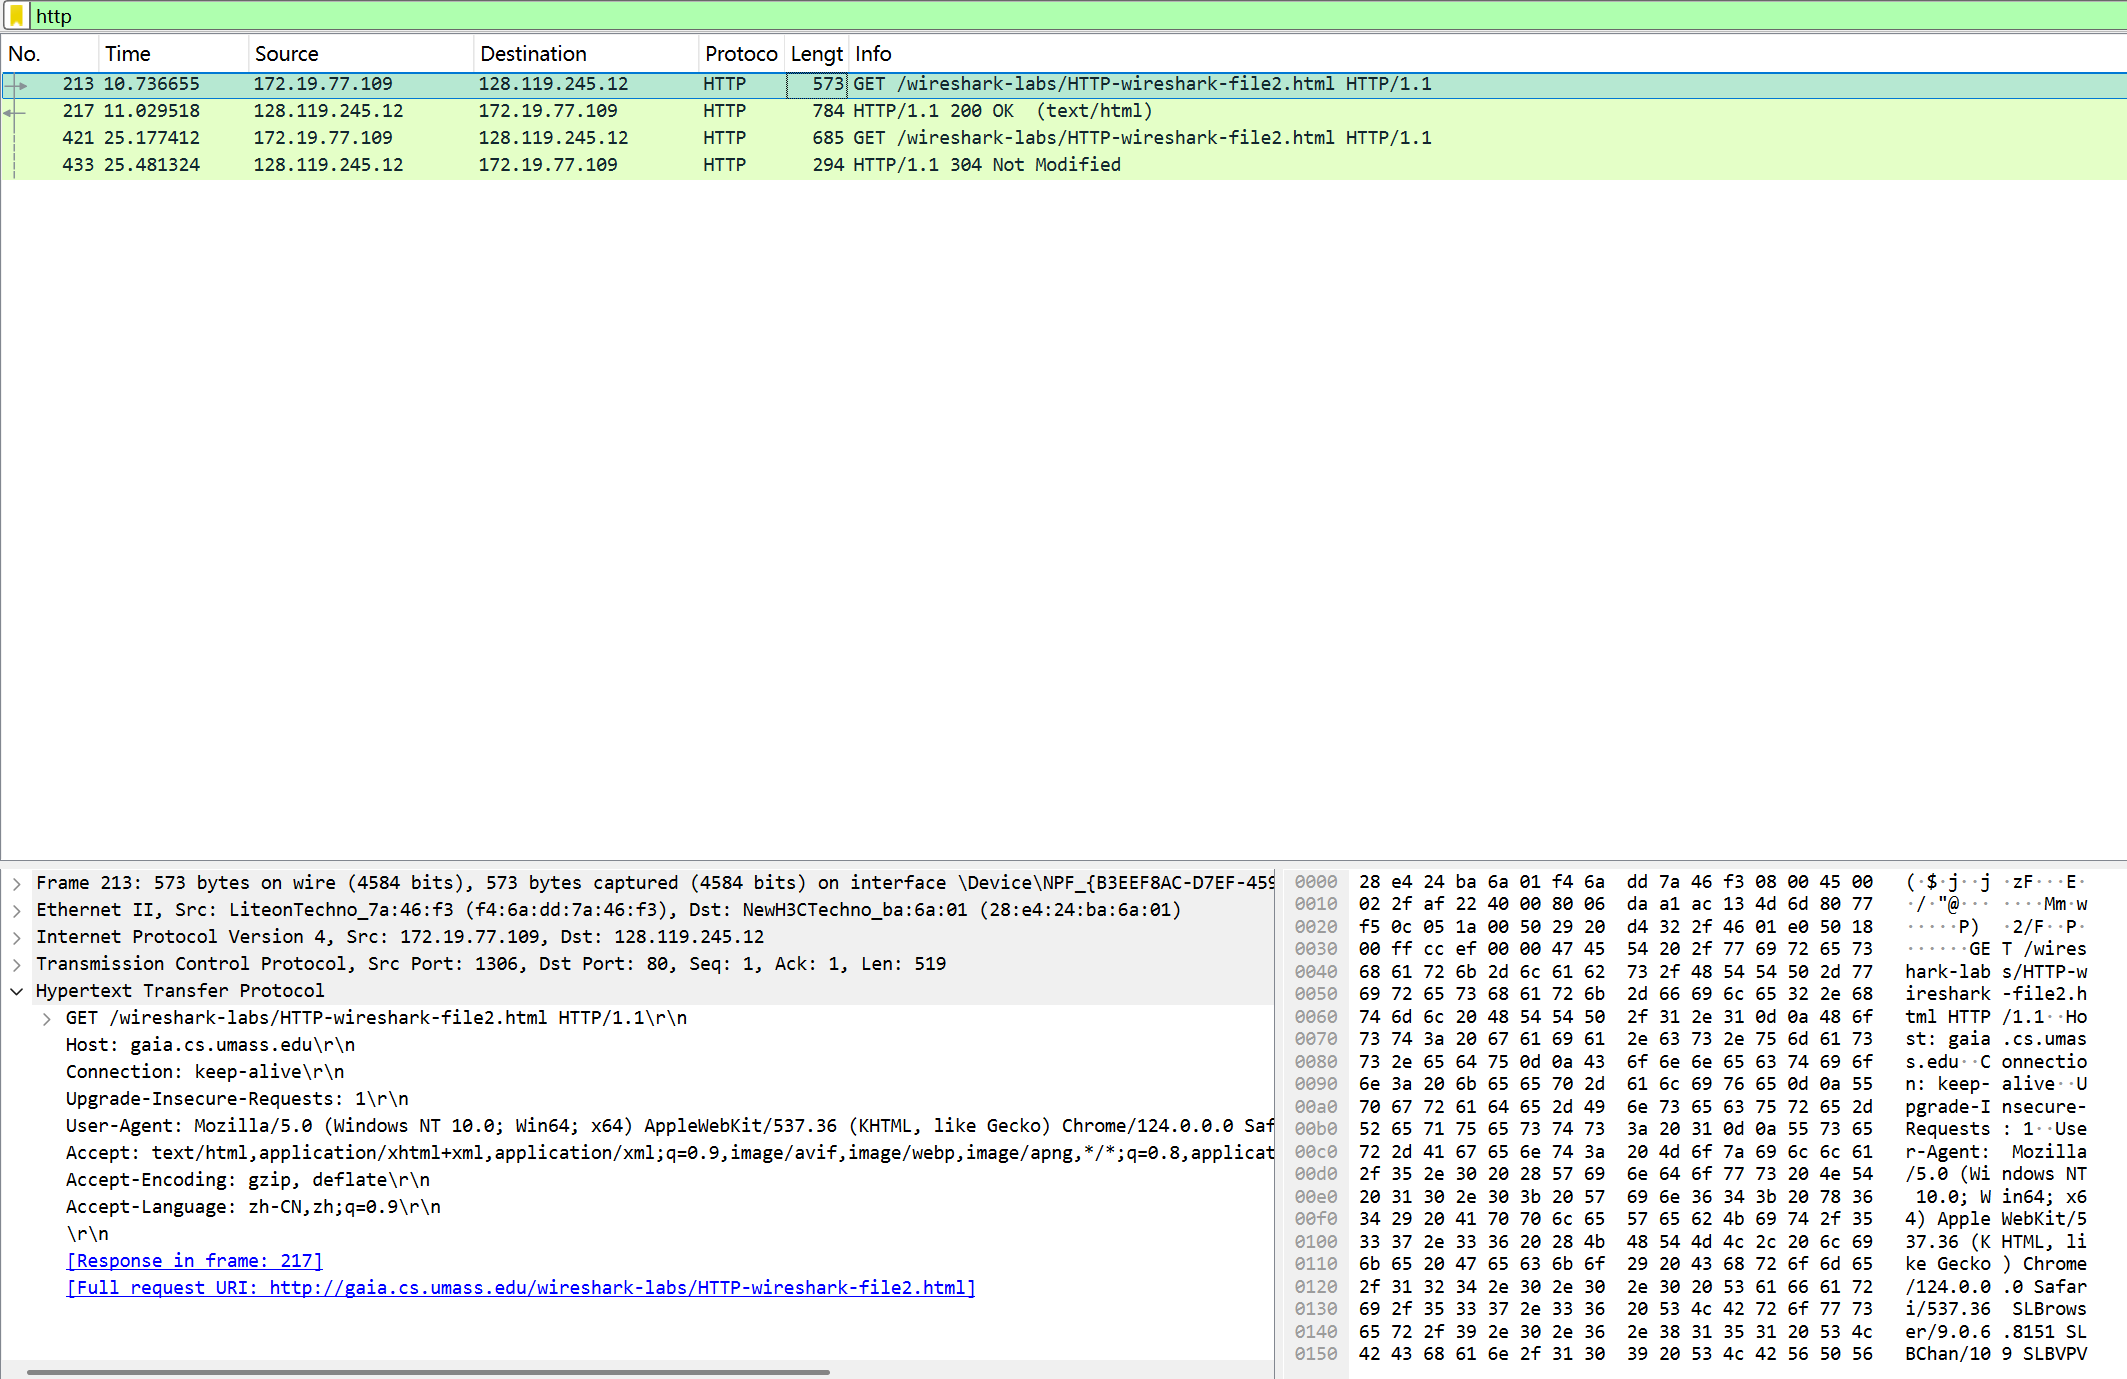 http
No. Time Source Destination Protoco Lengt Info
213 10.736655 172.19.77.109 128.119.245.12 HTTP 573 GET /wireshark-labs/HTTP-wireshark-file2.html HTTP/1.1
217 11.029518 128.119.245.12 172.19.77.109 HTTP 784 HTTP/1.1 200 OK  (text/html)
421 25.177412 172.19.77.109 128.119.245.12 HTTP 685 GET /wireshark-labs/HTTP-wireshark-file2.html HTTP/1.1
433 25.481324 128.119.245.12 172.19.77.109 HTTP 294 HTTP/1.1 304 Not Modified
Frame 213: 573 bytes on wire (4584 bits), 573 bytes captured (4584 bits) on interface \Device\NPF_{B3EEF8AC-D7EF-459
Ethernet II, Src: LiteonTechno_7a:46:f3 (f4:6a:dd:7a:46:f3), Dst: NewH3CTechno_ba:6a:01 (28:e4:24:ba:6a:01)
Internet Protocol Version 4, Src: 172.19.77.109, Dst: 128.119.245.12
Transmission Control Protocol, Src Port: 1306, Dst Port: 80, Seq: 1, Ack: 1, Len: 519
Hypertext Transfer Protocol
GET /wireshark-labs/HTTP-wireshark-file2.html HTTP/1.1\r\n
Host: gaia.cs.umass.edu\r\n
Connection: keep-alive\r\n
Upgrade-Insecure-Requests: 1\r\n
User-Agent: Mozilla/5.0 (Windows NT 10.0; Win64; x64) AppleWebKit/537.36 (KHTML, like Gecko) Chrome/124.0.0.0 Saf
Accept: text/html,application/xhtml+xml,application/xml;q=0.9,image/avif,image/webp,image/apng,*/*;q=0.8,applicat
Accept-Encoding: gzip, deflate\r\n
Accept-Language: zh-CN,zh;q=0.9\r\n
\r\n
[Response in frame: 217]
[Full request URI: http://gaia.cs.umass.edu/wireshark-labs/HTTP-wireshark-file2.html]
0000 28 e4 24 ba 6a 01 f4 6a dd 7a 46 f3 08 00 45 00 (·$·j··j ·zF···E·
0010 02 2f af 22 40 00 80 06 da a1 ac 13 4d 6d 80 77 ·/·"@··· ····Mm·w
0020 f5 0c 05 1a 00 50 29 20 d4 32 2f 46 01 e0 50 18 ·····P)  ·2/F··P·
0030 00 ff cc ef 00 00 47 45 54 20 2f 77 69 72 65 73 ······GE T /wires
0040 68 61 72 6b 2d 6c 61 62 73 2f 48 54 54 50 2d 77 hark-lab s/HTTP-w
0050 69 72 65 73 68 61 72 6b 2d 66 69 6c 65 32 2e 68 ireshark -file2.h
0060 74 6d 6c 20 48 54 54 50 2f 31 2e 31 0d 0a 48 6f tml HTTP /1.1··Ho
0070 73 74 3a 20 67 61 69 61 2e 63 73 2e 75 6d 61 73 st: gaia .cs.umas
0080 73 2e 65 64 75 0d 0a 43 6f 6e 6e 65 63 74 69 6f s.edu··C onnectio
0090 6e 3a 20 6b 65 65 70 2d 61 6c 69 76 65 0d 0a 55 n: keep- alive··U
00a0 70 67 72 61 64 65 2d 49 6e 73 65 63 75 72 65 2d pgrade-I nsecure-
00b0 52 65 71 75 65 73 74 73 3a 20 31 0d 0a 55 73 65 Requests : 1··Use
00c0 72 2d 41 67 65 6e 74 3a 20 4d 6f 7a 69 6c 6c 61 r-Agent:  Mozilla
00d0 2f 35 2e 30 20 28 57 69 6e 64 6f 77 73 20 4e 54 /5.0 (Wi ndows NT
00e0 20 31 30 2e 30 3b 20 57 69 6e 36 34 3b 20 78 36  10.0; W in64; x6
00f0 34 29 20 41 70 70 6c 65 57 65 62 4b 69 74 2f 35 4) Apple WebKit/5
0100 33 37 2e 33 36 20 28 4b 48 54 4d 4c 2c 20 6c 69 37.36 (K HTML, li
0110 6b 65 20 47 65 63 6b 6f 29 20 43 68 72 6f 6d 65 ke Gecko ) Chrome
0120 2f 31 32 34 2e 30 2e 30 2e 30 20 53 61 66 61 72 /124.0.0 .0 Safar
0130 69 2f 35 33 37 2e 33 36 20 53 4c 42 72 6f 77 73 i/537.36  SLBrows
0140 65 72 2f 39 2e 30 2e 36 2e 38 31 35 31 20 53 4c er/9.0.6 .8151 SL
0150 42 43 68 61 6e 2f 31 30 39 20 53 4c 42 56 50 56 BChan/10 9 SLBVPV